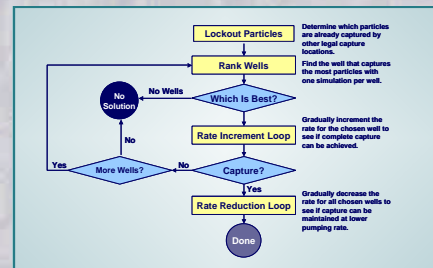 Lockout Particles
Determine which particles
are already captured by
other legal capture
locations.
Rank Wells
Find the well that captures
the most particles with
one simulation per well.
No
Solution
No Wells
Which Is Best?
No
Rate Increment Loop
Gradually increment the
rate for the chosen well to
see if complete capture
can be achieved.
Yes
More Wells?
No
Capture?
Yes
Rate Reduction Loop
Gradually decrease the
rate for all chosen wells to
see if capture can be
maintained at lower
pumping rate.
Done